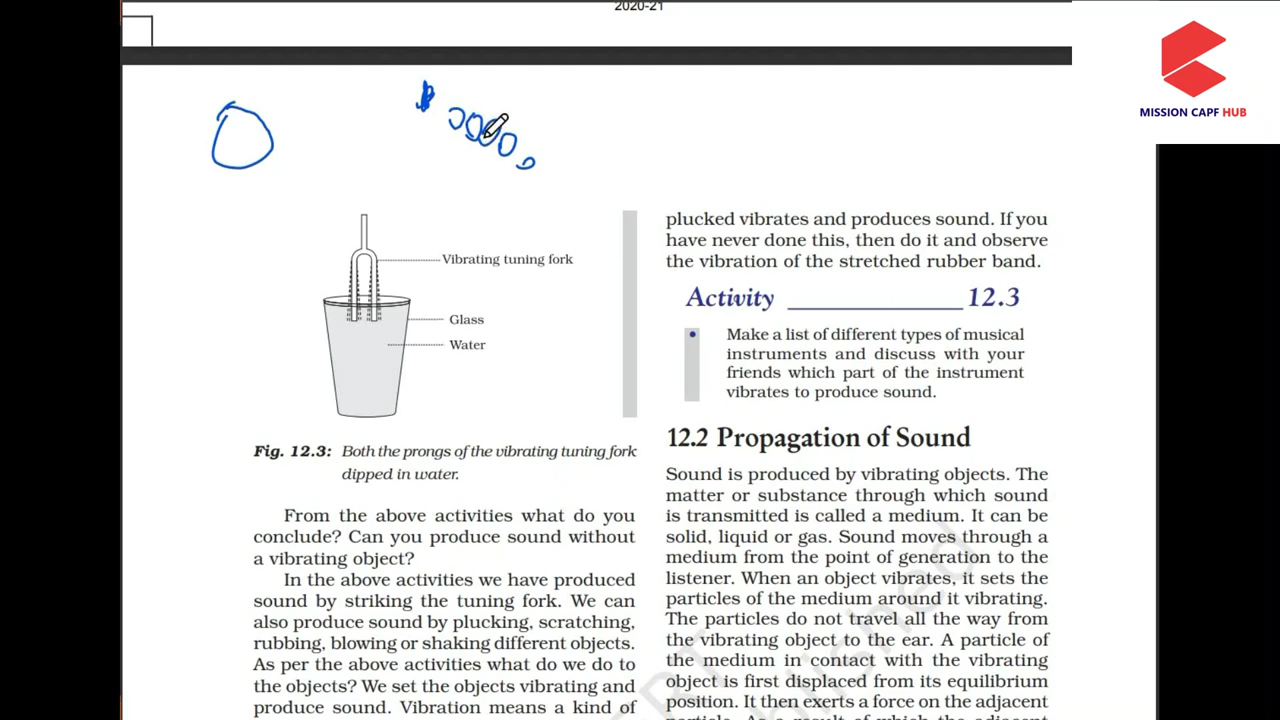 2020-21
MISSION CAPF HUB
Vibrating tuning fork
Glass
Water
Fig. 12.3: Both the prongs of the vibrating tuning fork
dipped in water.
From the above activities what do you
conclude? Can you produce sound without
a vibrating object?
In the above activities we have produced
sound by striking the tuning fork. We can
also produce sound by plucking, scratching,
rubbing, blowing or shaking different objects.
As per the above activities what do we do to
the objects? We set the objects vibrating and
produce sound. Vibration means a kind of
plucked vibrates and produces sound. If you
have never done this, then do it and observe
the vibration of the stretched rubber band.
Activity ______________ 12.3
• Make a list of different types of musical
instruments and discuss with your
friends which part of the instrument
vibrates to produce sound.
12.2 Propagation of Sound
Sound is produced by vibrating objects. The
matter or substance through which sound
is transmitted is called a medium. It can be
solid, liquid or gas. Sound moves through a
medium from the point of generation to the
listener. When an object vibrates, it sets the
particles of the medium around it vibrating.
The particles do not travel all the way from
the vibrating object to the ear. A particle of
the medium in contact with the vibrating
object is first displaced from its equilibrium
position. It then exerts a force on the adjacent
particle. As a result of which the adjacent